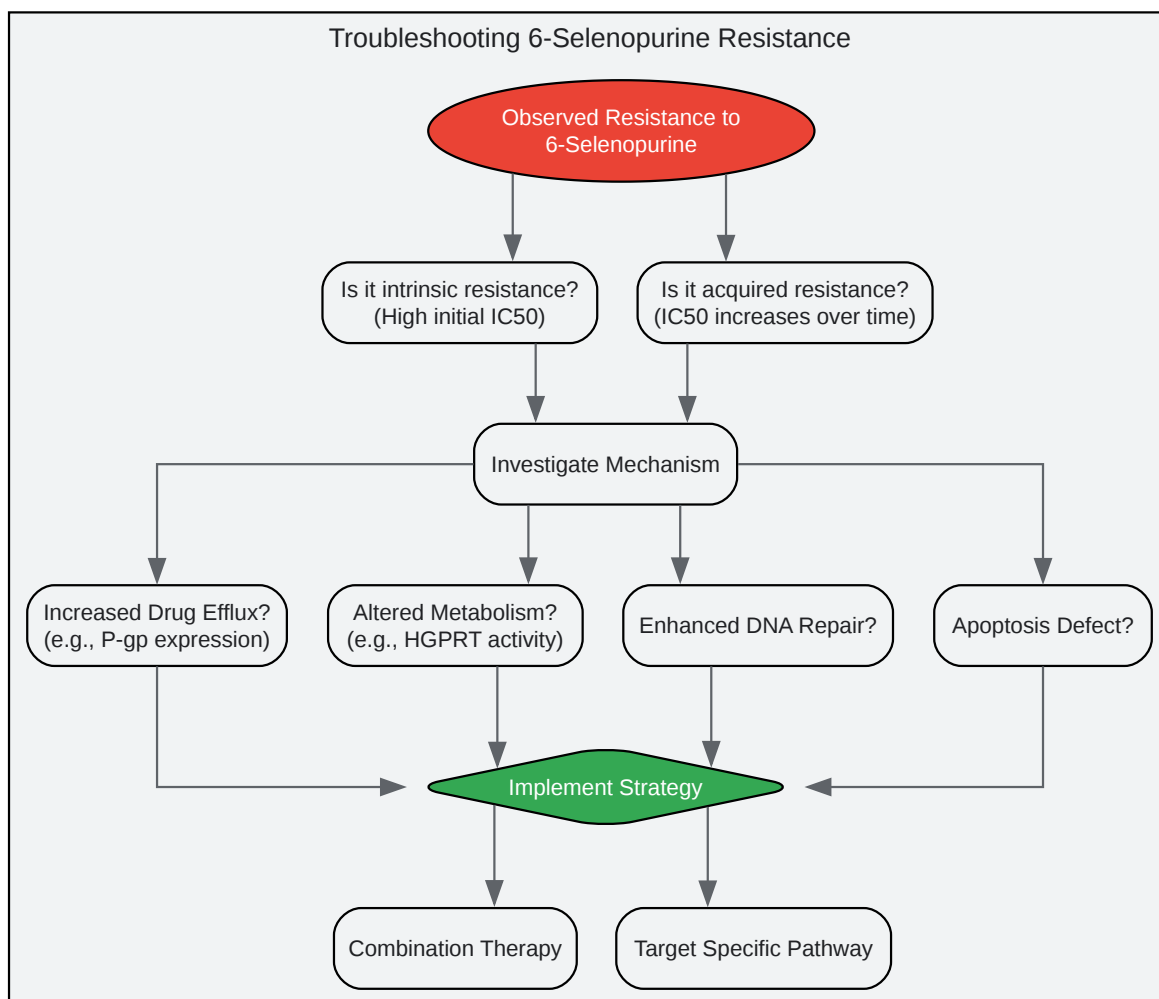 Troubleshooting 6-Selenopurine Resistance
Observed Resistance to
6-Selenopurine
Is it intrinsic resistance?
(High initial IC50)
Is it acquired resistance?
(IC50 increases over time)
Investigate Mechanism
Increased Drug Efflux?
(e.g., P-gp expression)
Altered Metabolism?
(e.g., HGPRT activity)
Enhanced DNA Repair?
Apoptosis Defect?
Implement Strategy
Combination Therapy
Target Specific Pathway